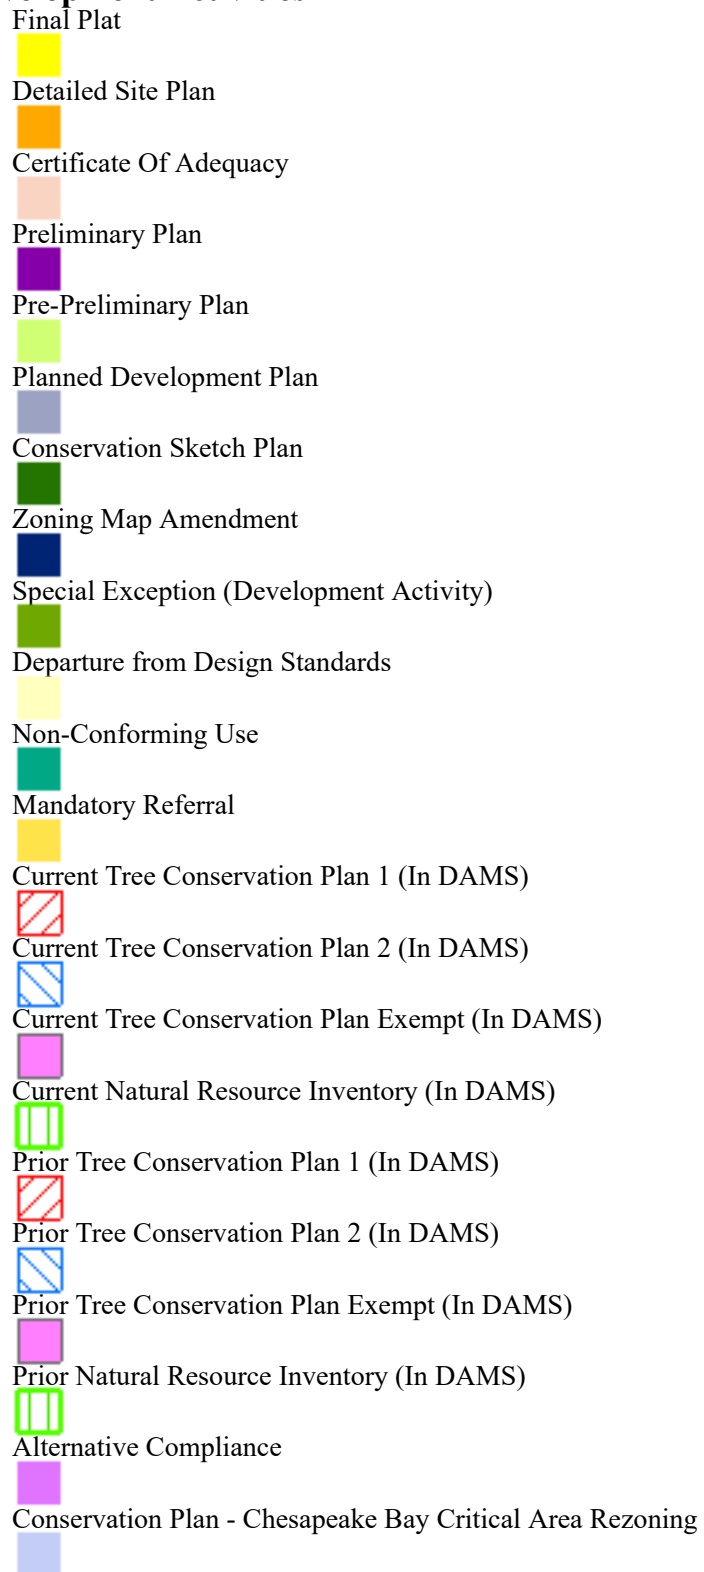 Final Plat
Detailed Site Plan
Certificate Of Adequacy
Preliminary Plan
Pre-Preliminary Plan
Planned Development Plan
Conservation Sketch Plan
Zoning Map Amendment
Special Exception (Development Activity)
Departure from Design Standards
Non-Conforming Use
Mandatory Referral
Current Tree Conservation Plan 1 (In DAMS)
Current Tree Conservation Plan 2 (In DAMS)
Current Tree Conservation Plan Exempt (In DAMS)
Current Natural Resource Inventory (In DAMS)
Prior Tree Conservation Plan 1 (In DAMS)
Prior Tree Conservation Plan 2 (In DAMS)
Prior Tree Conservation Plan Exempt (In DAMS)
Prior Natural Resource Inventory (In DAMS)
Alternative Compliance
Conservation Plan - Chesapeake Bay Critical Area Rezoning